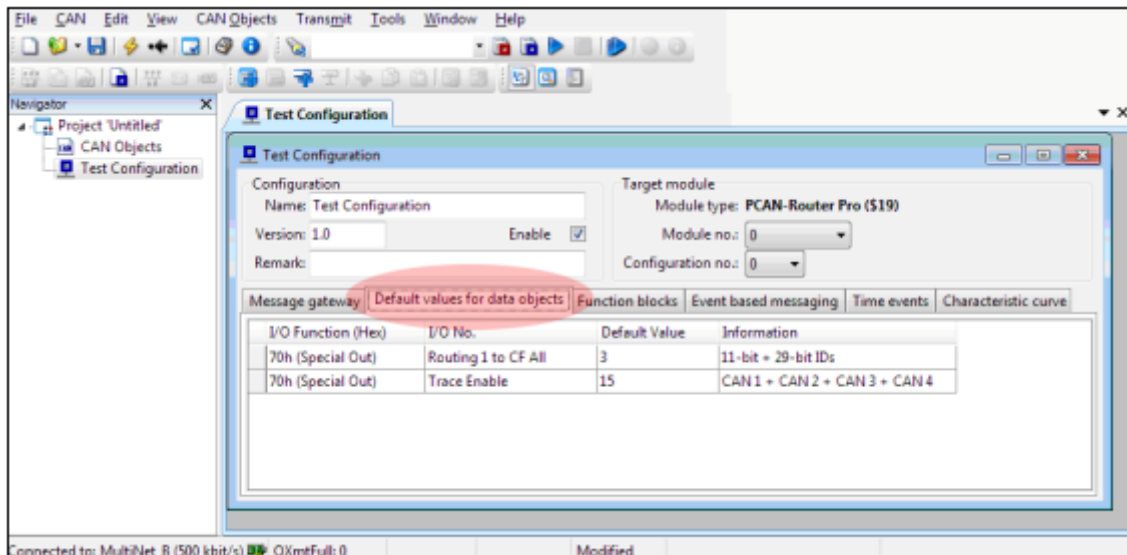 File CAN Edit View CAN Objects Transmit Tools Window Help
Navigator
Project 'Untitled'
CAN Objects
Test Configuration
Test Configuration
Test Configuration
Configuration
Name: Test Configuration
Version: 1.0 Enable
Remark:
Target module
Module type: PCAN-Router Pro ($19)
Module no.: 0
Configuration no.: 0
Message gateway Default values for data objects Function blocks Event based messaging Time events Characteristic curve
I/O Function (Hex) I/O No. Default Value Information
70h (Special Out) Routing 1 to CF All 3 11-bit + 29-bit IDs
70h (Special Out) Trace Enable 15 CAN 1 + CAN 2 + CAN 3 + CAN 4
Connected to: MultiNet_B (500 kbit/s) QXmtFull: 0 Modified